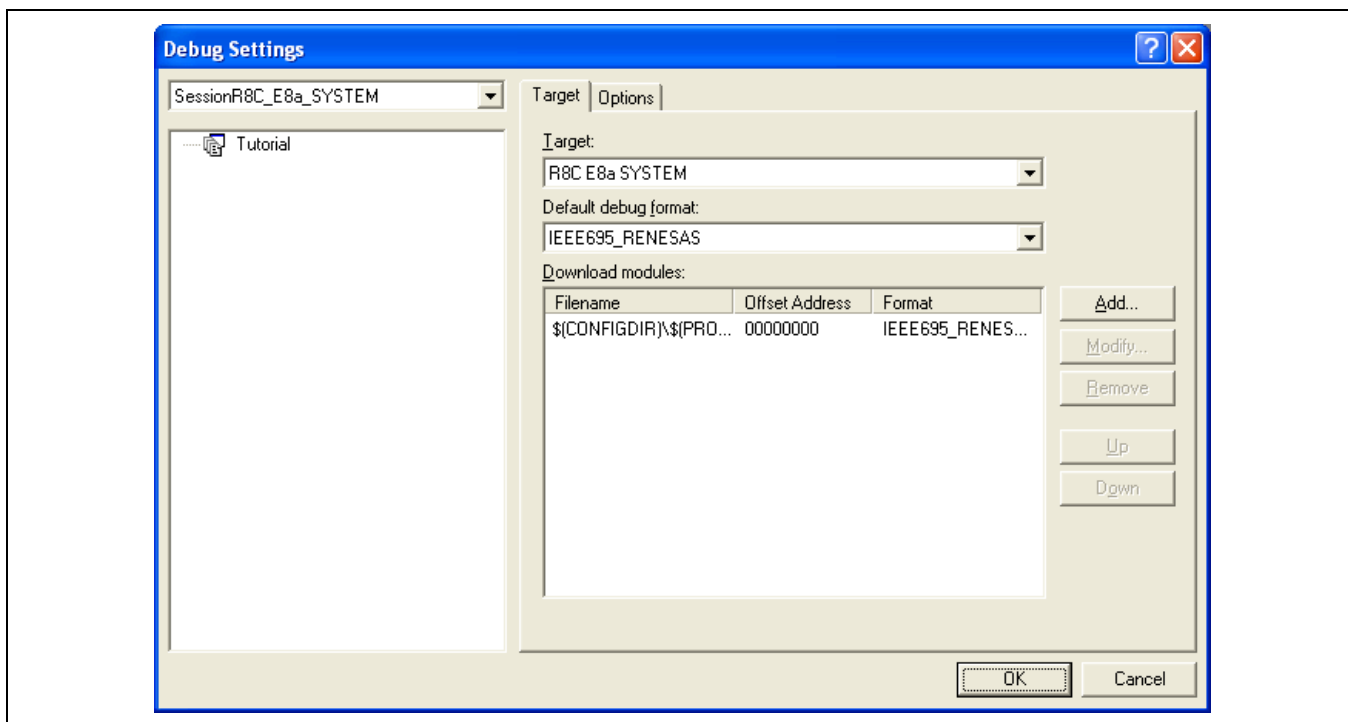 Debug Settings
SessionR8C_E8a_SYSTEM
Tutorial
Target Options
Target:
R8C E8a SYSTEM
Default debug format:
IEEE695_RENESAS
Download modules:
Filename Offset Address Format
$(CONFIGDIR)\$(PRO... 00000000 IEEE695_RENES...
Add...
Modify...
Remove
Up
Down
OK Cancel